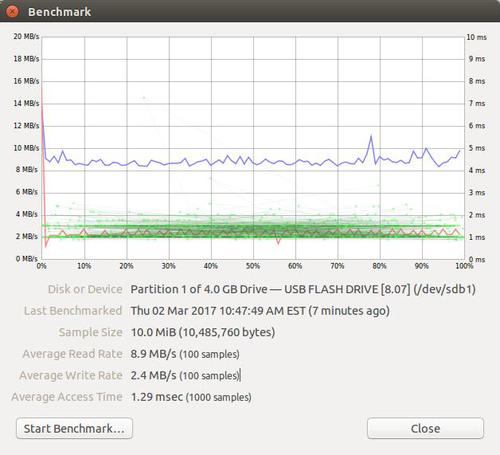 Benchmark
20 MB/s
10 ms
18 MB/s
9 ms
16 MB/s
8 ms
14 MB/s
7 ms
12 MB/s
6 ms
10 MB/s
5 ms
8 MB/s
4 ms
6 MB/s
3 ms
4 MB/s
2 ms
2 MB/s
1 ms
0 MB/s
0 ms
0%
20%
40%
60%
80%
100%
Disk or Device Partition 1 of 4.0 GB Drive — USB FLASH DRIVE [8.07] (/dev/sdb1)
Last Benchmarked Thu 02 Mar 2017 10:47:49 AM EST (7 minutes ago)
Sample Size 10.0 MiB (10,485,760 bytes)
Average Read Rate 8.9 MB/s (100 samples)
Average Write Rate 2.4 MB/s (100 samples)
Average Access Time 1.29 msec (1000 samples)
Start Benchmark...
Close